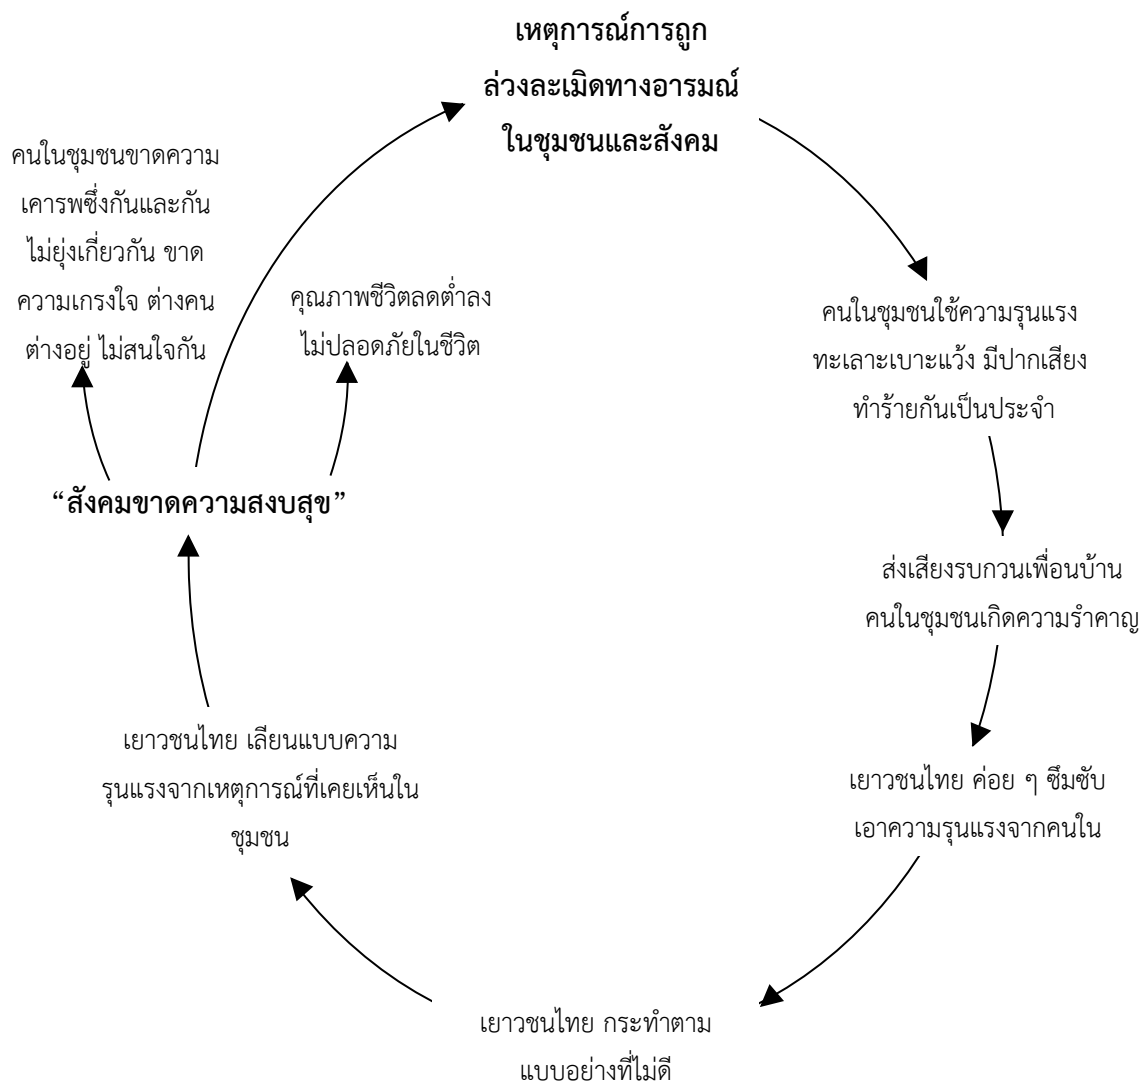 เหตุการณ์การถูก
ล่วงละเมิดทางอารมณ์
ในชุมชนและสังคม
คนในชุมชนใช้ความรุนแรง
ทะเลาะเบาะแว้ง มีปากเสียง
ทำร้ายกันเป็นประจำ
ส่งเสียงรบกวนเพื่อนบ้าน
คนในชุมชนเกิดความรำคาญ
เยาวชนไทย ค่อย ๆ ซึมซับ
เอาความรุนแรงจากคนใน
เยาวชนไทย กระทำตาม
แบบอย่างที่ไม่ดี
เยาวชนไทย เลียนแบบความ
รุนแรงจากเหตุการณ์ที่เคยเห็นใน
ชุมชน
“สังคมขาดความสงบสุข”
คนในชุมชนขาดความ
เคารพซึ่งกันและกัน
ไม่ยุ่งเกี่ยวกัน ขาด
ความเกรงใจ ต่างคน
ต่างอยู่ ไม่สนใจกัน
คุณภาพชีวิตลดต่ำลง
ไม่ปลอดภัยในชีวิต